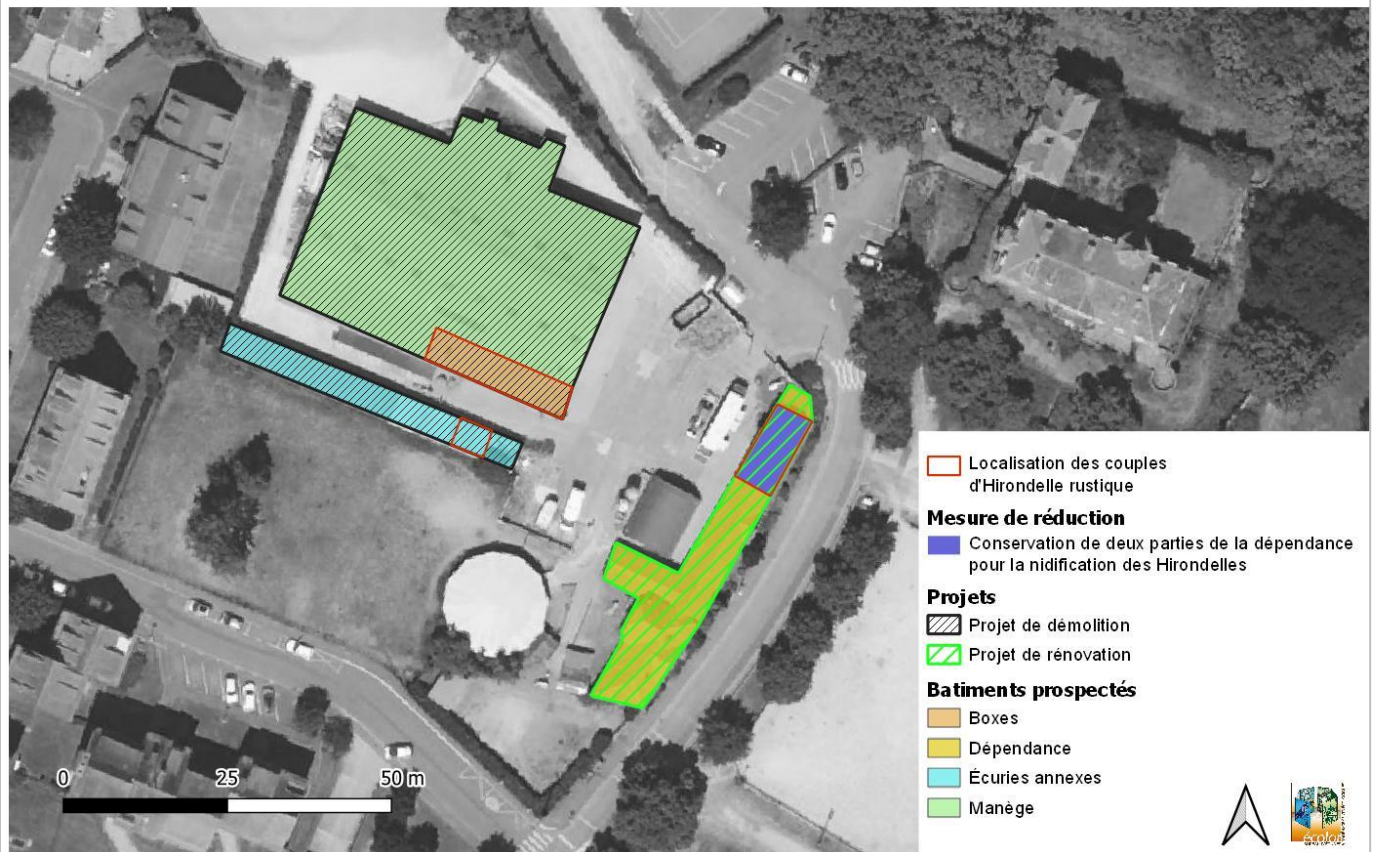 Localisation des couples
d'Hirondelle rustique
Mesure de réduction
Conservation de deux parties de la dépendance
pour la nidification des Hirondelles
Projets
Projet de démolition
Projet de rénovation
Batiments prospectés
Boxes
Dépendance
Écuries annexes
Manège
0 25 50 m